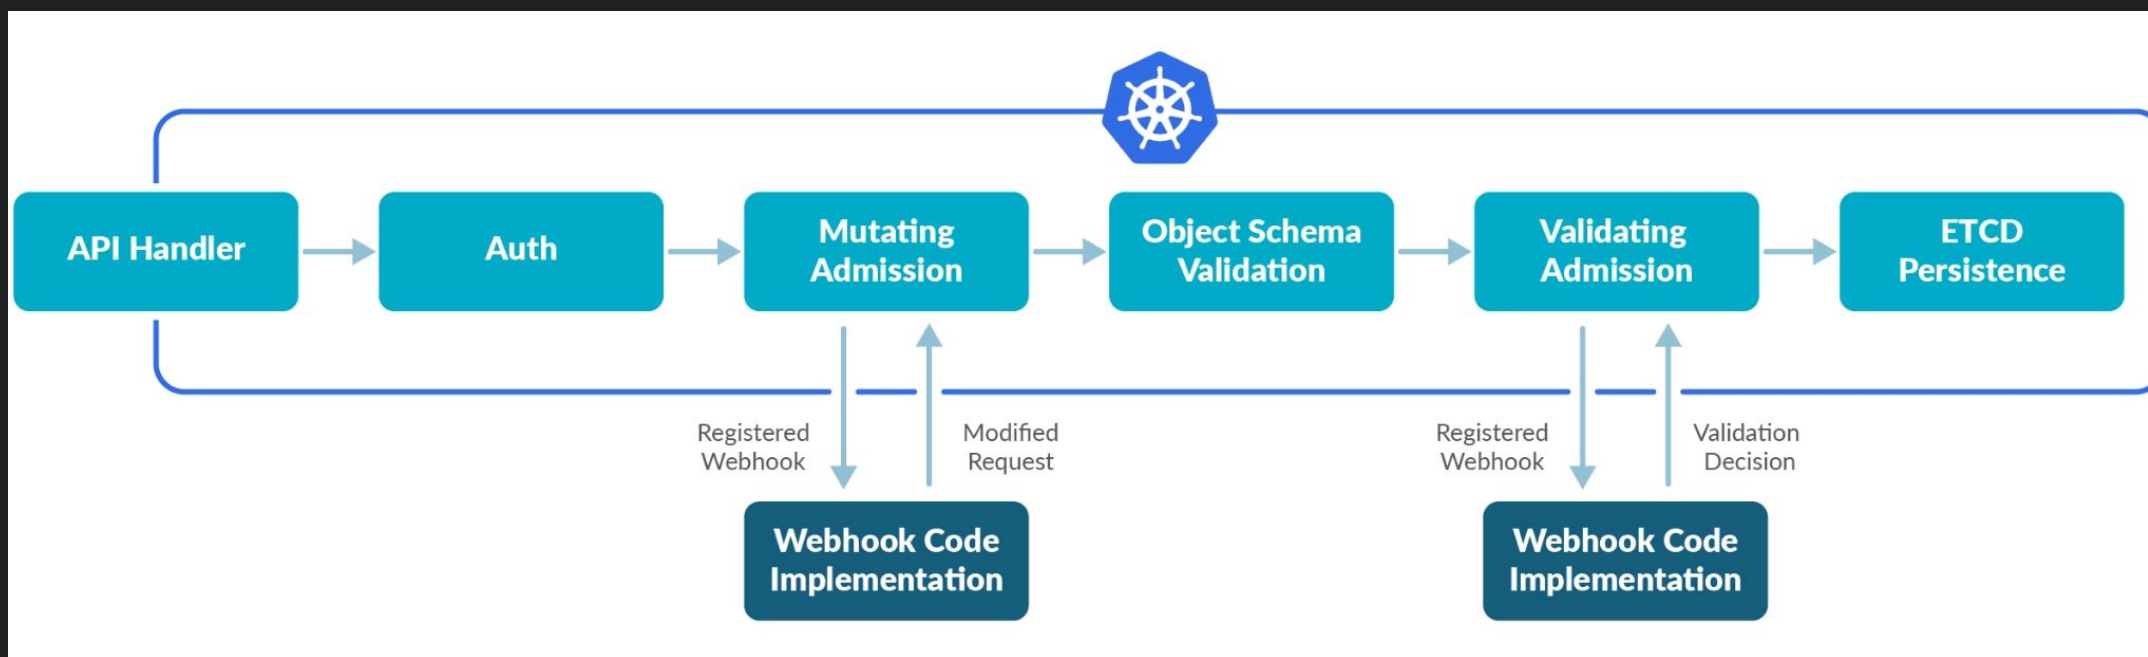 API Handler
Auth
Mutating
Admission
Object Schema
Validation
Validating
Admission
ETCD
Persistence
Registered
Webhook
Modified
Request
Registered
Webhook
Validation
Decision
Webhook Code
Implementation
Webhook Code
Implementation